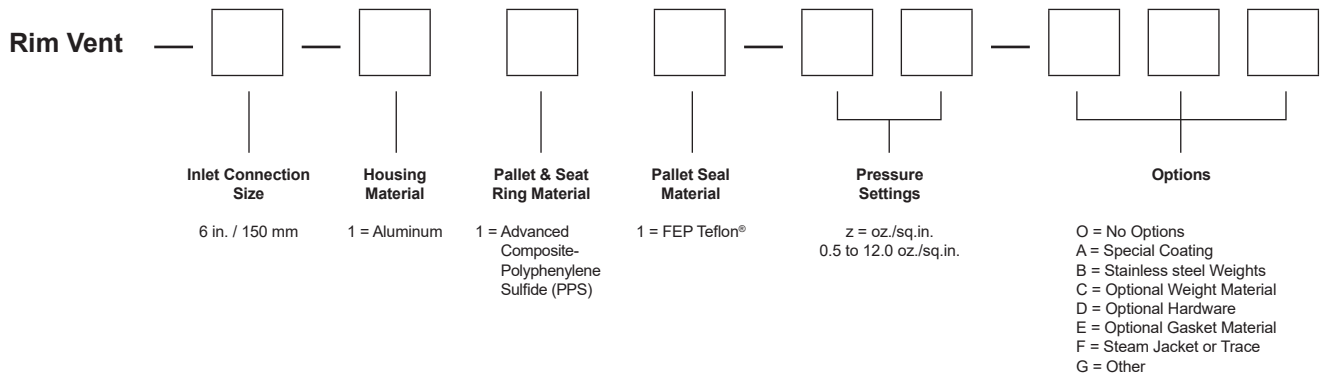 Rim Vent
Inlet Connection
Size
6 in. / 150 mm
Housing
Material
1 = Aluminum
Pallet & Seat
Ring Material
1 = Advanced
Composite-
Polyphenylene
Sulfide (PPS)
Pallet Seal
Material
1 = FEP Teflon®
Pressure
Settings
z = oz./sq.in.
0.5 to 12.0 oz./sq.in.
Options
O = No Options
A = Special Coating
B = Stainless steel Weights
C = Optional Weight Material
D = Optional Hardware
E = Optional Gasket Material
F = Steam Jacket or Trace
G = Other